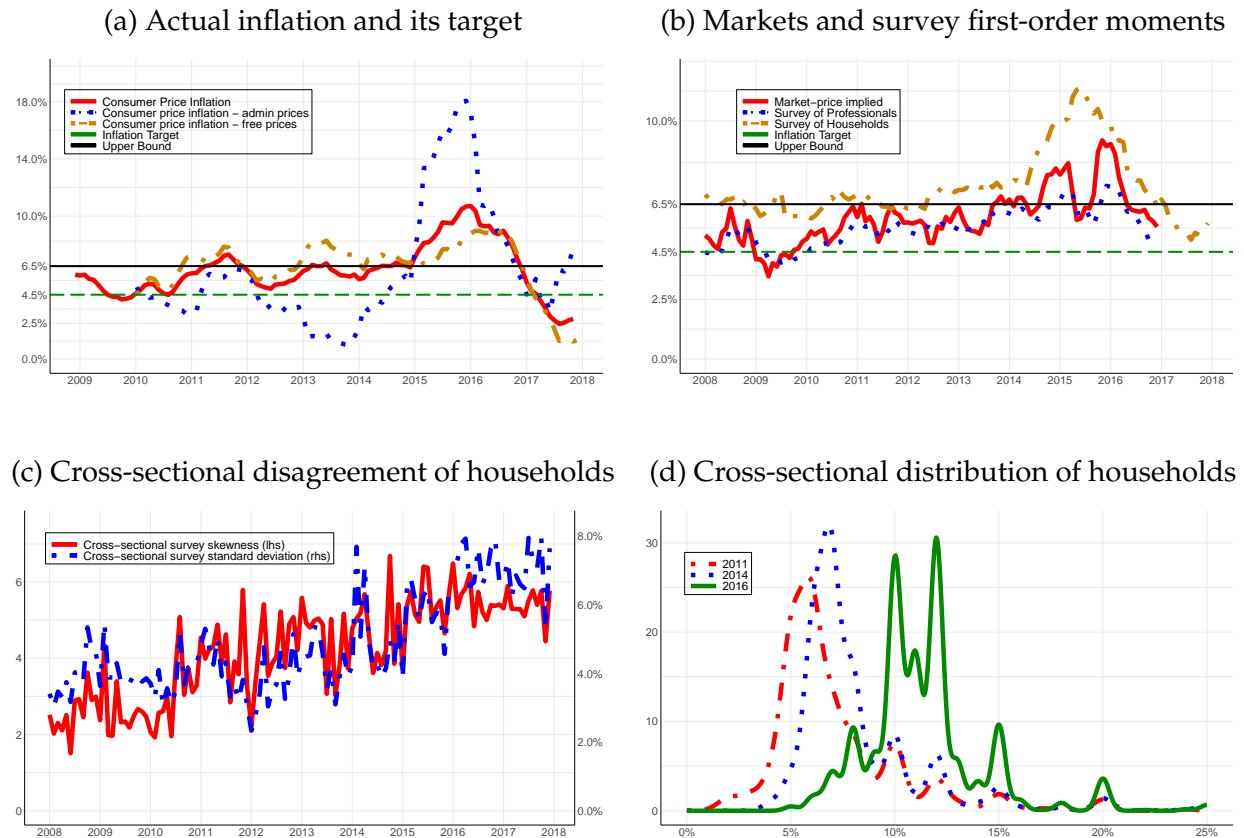 (a) Actual inflation and its target
18.0%
14.0%
10.0%
6.5%
4.5%
2.5%
0.0%
Consumer Price Inflation
Consumer price inflation – admin prices
Consumer price inflation – free prices
Inflation Target
Upper Bound
2009 2010 2011 2012 2013 2014 2015 2016 2017 2018
(b) Markets and survey first-order moments
10.0%
6.5%
4.5%
2.5%
0.0%
Market–price implied
Survey of Professionals
Survey of Households
Inflation Target
Upper Bound
2008 2009 2010 2011 2012 2013 2014 2015 2016 2017 2018
(c) Cross-sectional disagreement of households
6
4
2
0
Cross–sectional survey skewness (lhs)
Cross–sectional survey standard deviation (rhs)
8.0%
6.0%
4.0%
2.0%
0.0%
2008 2009 2010 2011 2012 2013 2014 2015 2016 2017 2018
(d) Cross-sectional distribution of households
30
20
10
0
2011
2014
2016
0% 5% 10% 15% 20% 25%